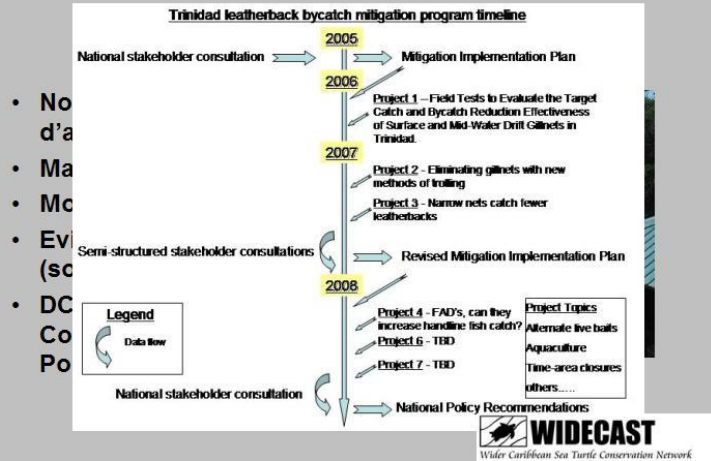 Trinidad leatherback bycatch mitigation program timeline
2005
National stakeholder consultation
Mitigation Implementation Plan
2006
Project 1 – Field Tests to Evaluate the Target
Catch and Bycatch Reduction Effectiveness
of Surface and Mid-Water Drift Gillnets in
Trinidad.
2007
Project 2 - Eliminating gillnets with new
methods of trolling
Project 3 - Narrow nets catch fewer
leatherbacks
Semi-structured stakeholder consultations
Revised Mitigation Implementation Plan
2008
Legend
Data flow
Project 4 - FAD's, can they
increase handline fish catch?
Project 6 - TBD
Project 7 - TBD
Project Topics
Alternate live baits
Aquaculture
Time-area closures
others.....
National stakeholder consultation
National Policy Recommendations
• No
d'a
• Ma
• Mo
• Evi
(so
• DC
Co
Po
WIDECAST
Wider Caribbean Sea Turtle Conservation Network